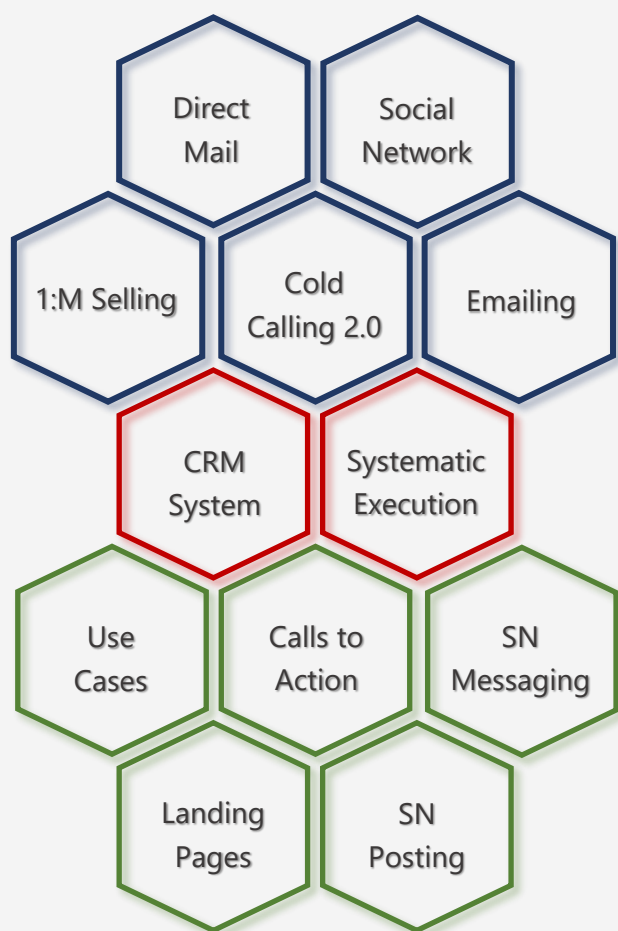 Direct
Mail
Social
Network
1:M Selling
Cold
Calling 2.0
Emailing
CRM
System
Systematic
Execution
Use
Cases
Calls to
Action
SN
Messaging
Landing
Pages
SN
Posting